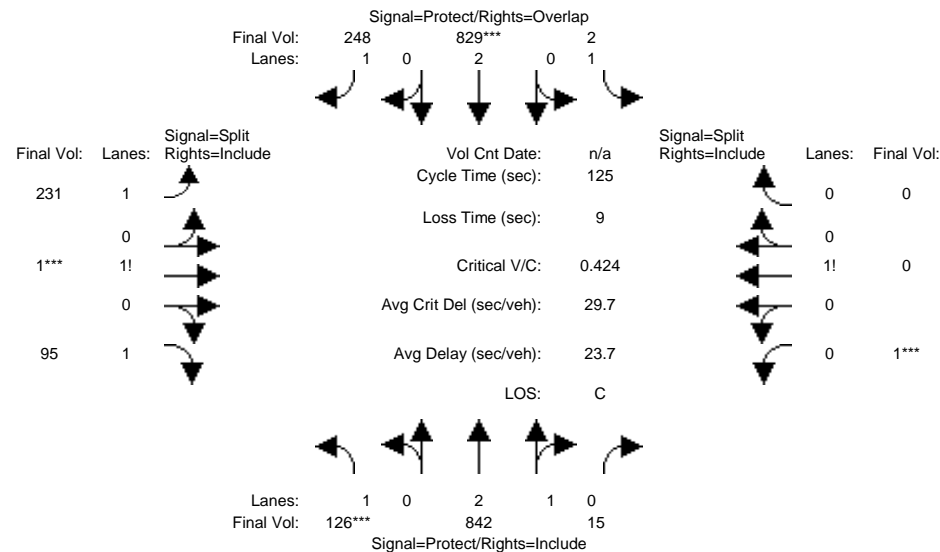 Signal=Protect/Rights=Overlap
Final Vol: 248 829*** 2
Lanes: 1 0 2 0 1
Signal=Split
Final Vol: Lanes: Rights=Include
Vol Cnt Date: n/a
Signal=Split
Rights=Include Lanes: Final Vol:
Cycle Time (sec): 125
231 1
0 0
Loss Time (sec): 9
0
0
1*** 1!
Critical V/C: 0.424
1! 0
0
Avg Crit Del (sec/veh): 29.7
0
95 1
Avg Delay (sec/veh): 23.7
0 1***
LOS: C
Lanes: 1 0 2 1 0
Final Vol: 126*** 842 15
Signal=Protect/Rights=Include